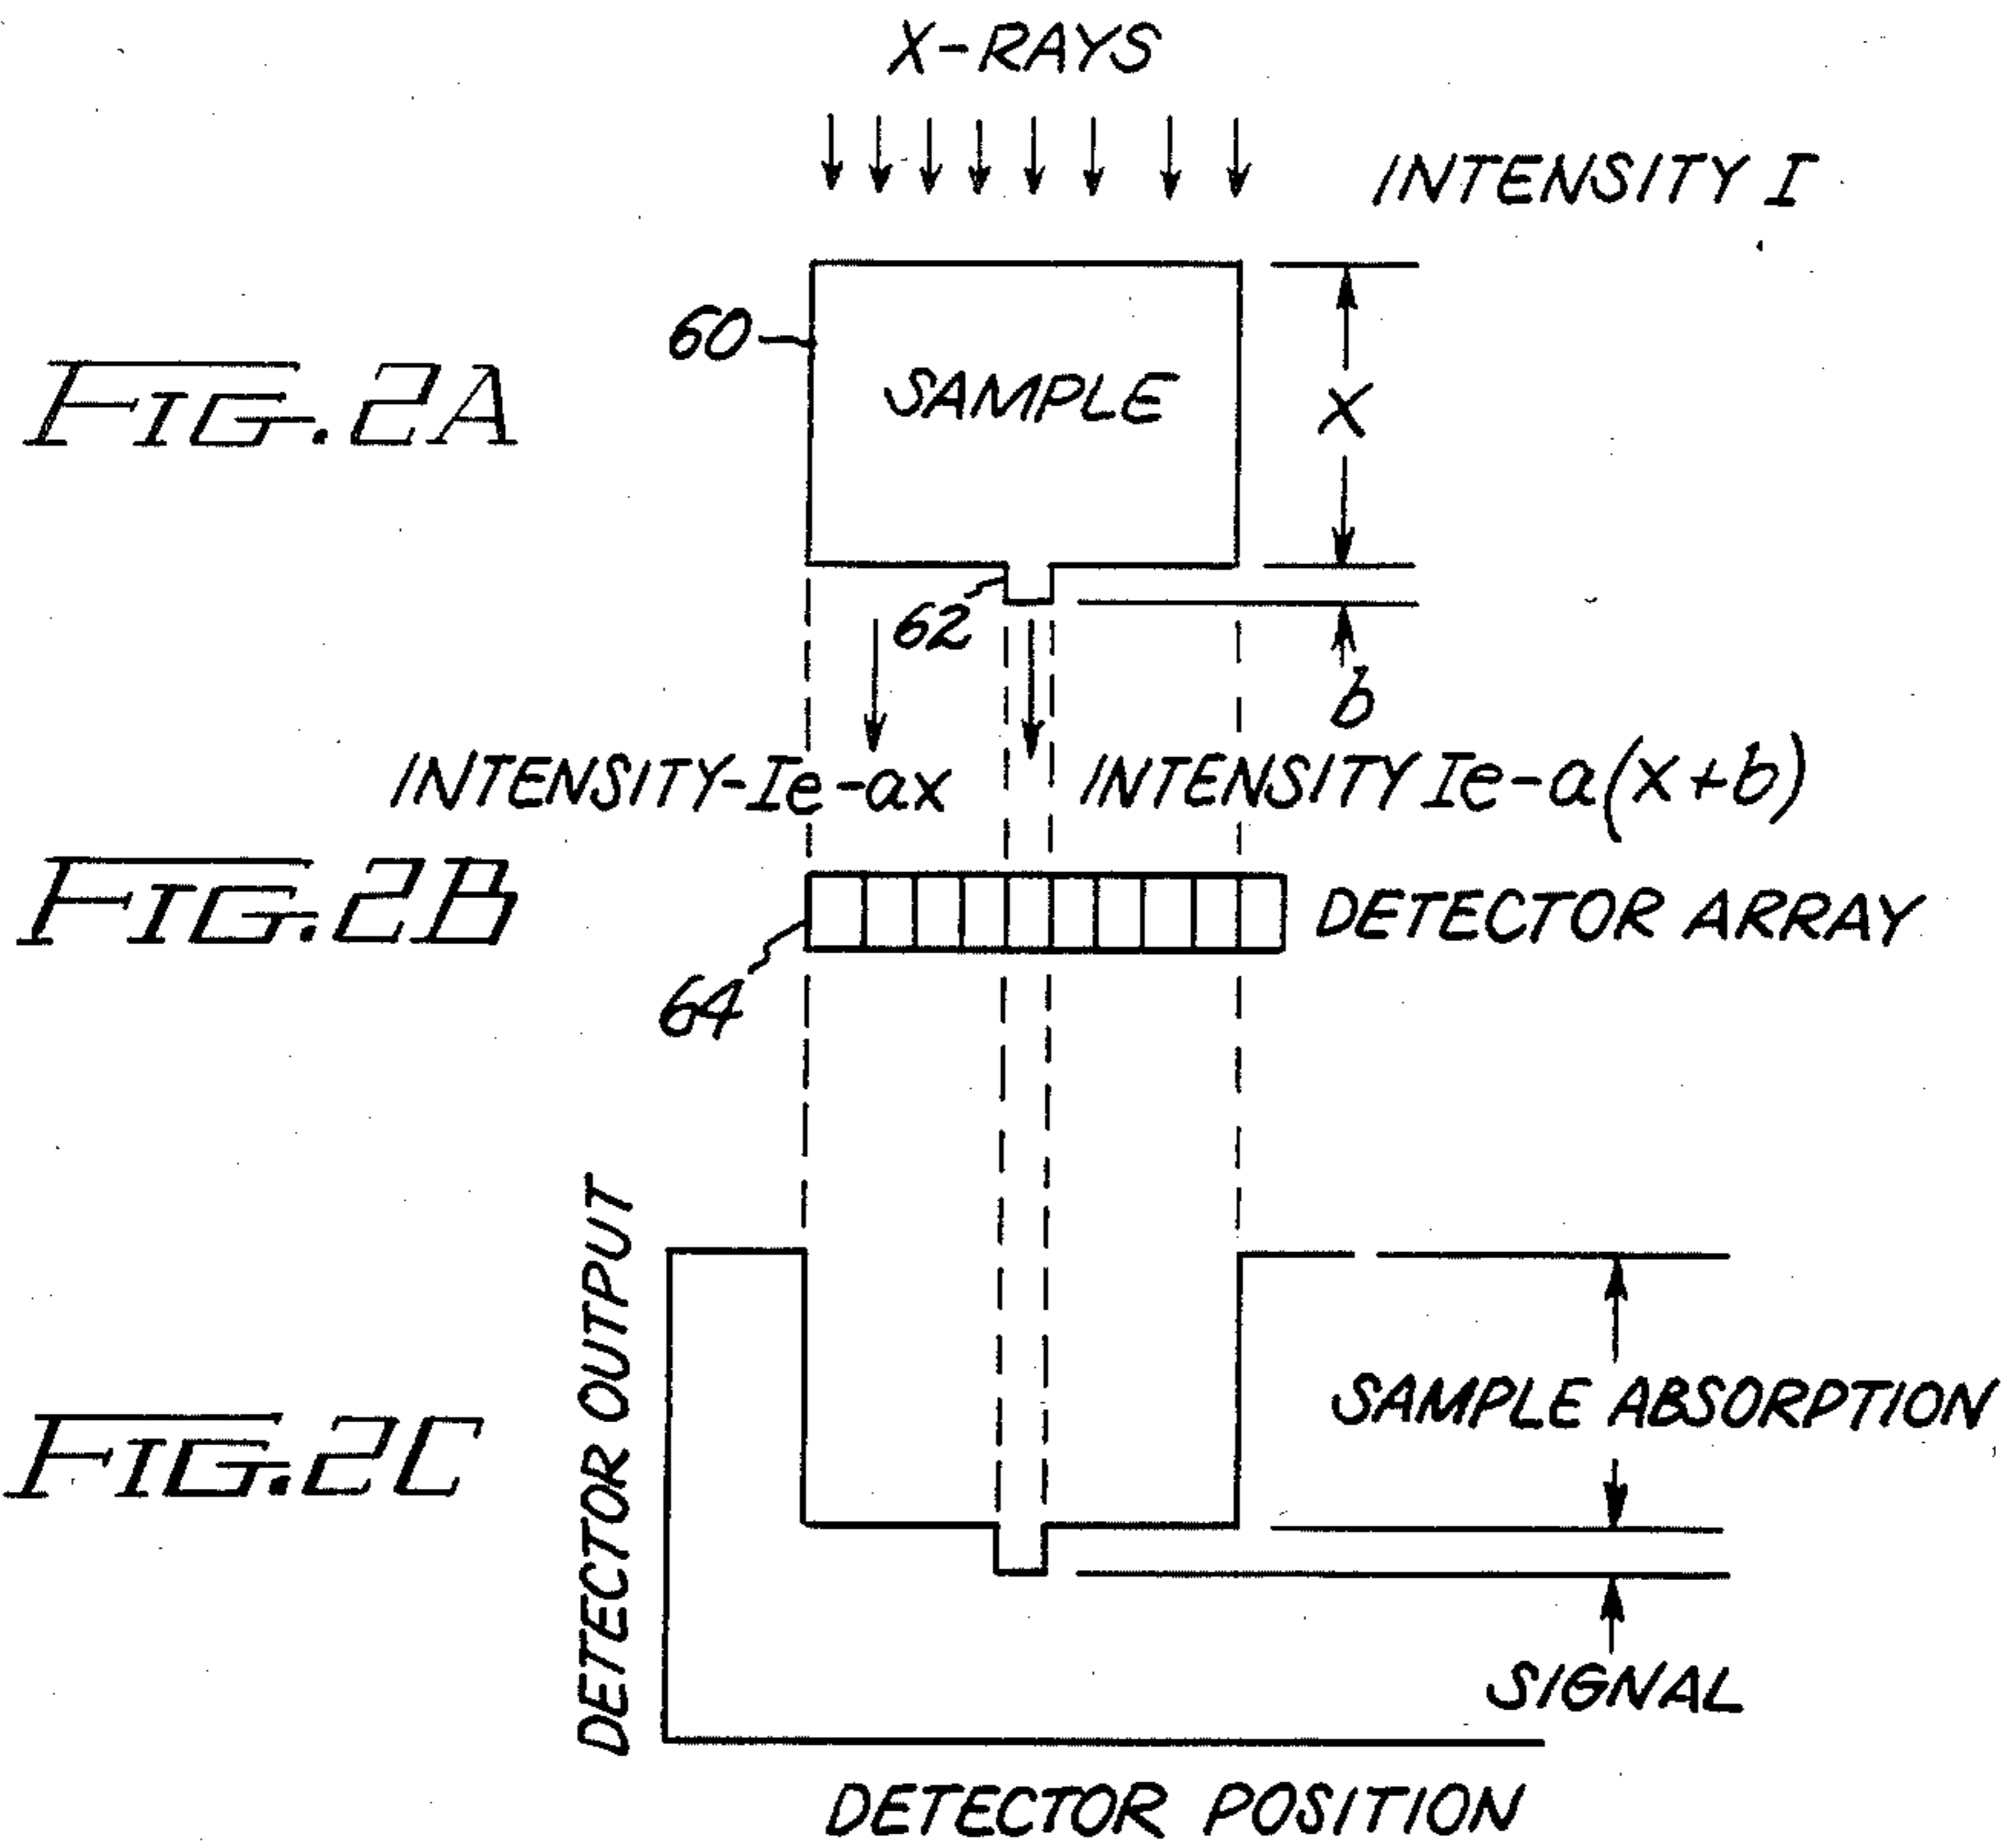 X-RAYS
INTENSITY I
60
SAMPLE
X
FIG. 2A
62
b
INTENSITY-Ie-ax
INTENSITY Ie-a(x+b)
FIG. 2B
DETECTOR ARRAY
64
DETECTOR OUTPUT
SAMPLE ABSORPTION
FIG. 2C
SIGNAL
DETECTOR POSITION